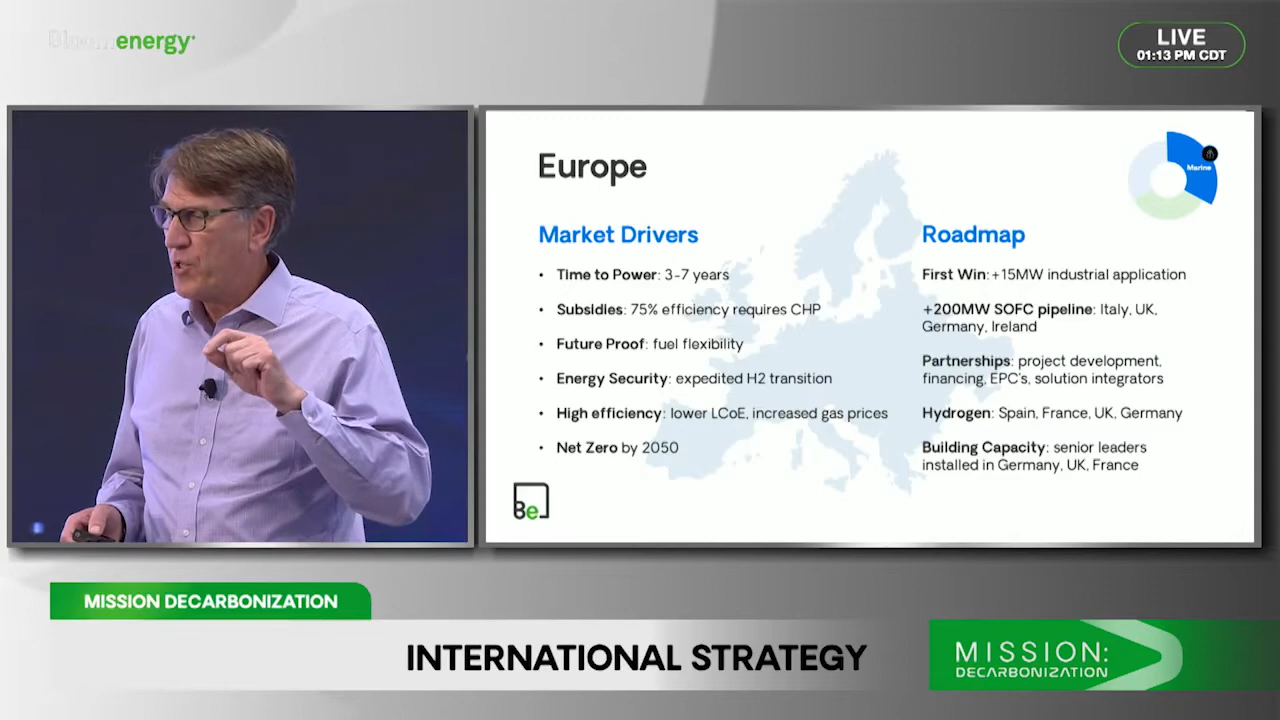 Bloomenergy
LIVE
01:13 PM CDT
Europe
Marine
Market Drivers
• Time to Power: 3-7 years
• Subsidies: 75% efficiency requires CHP
• Future Proof: fuel flexibility
• Energy Security: expedited H2 transition
• High efficiency: lower LCoE, increased gas prices
• Net Zero by 2050
Roadmap
First Win: +15MW industrial application
+200MW SOFC pipeline: Italy, UK,
Germany, Ireland
Partnerships: project development,
financing, EPC's, solution integrators
Hydrogen: Spain, France, UK, Germany
Building Capacity: senior leaders
installed in Germany, UK, France
Be
MISSION DECARBONIZATION
INTERNATIONAL STRATEGY
MISSION:
DECARBONIZATION